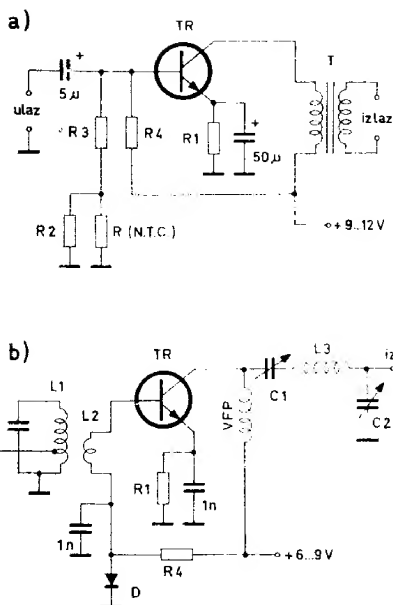 a)
TR
+
5µ
ulaz
R3
R4
R1
+
50µ
T
izlaz
R2
R (N.T.C.)
+9...12V
b)
TR
L1
L2
L3
iz
C1
VFP
C2
R1
1n
1n
R4
+6...9V
D